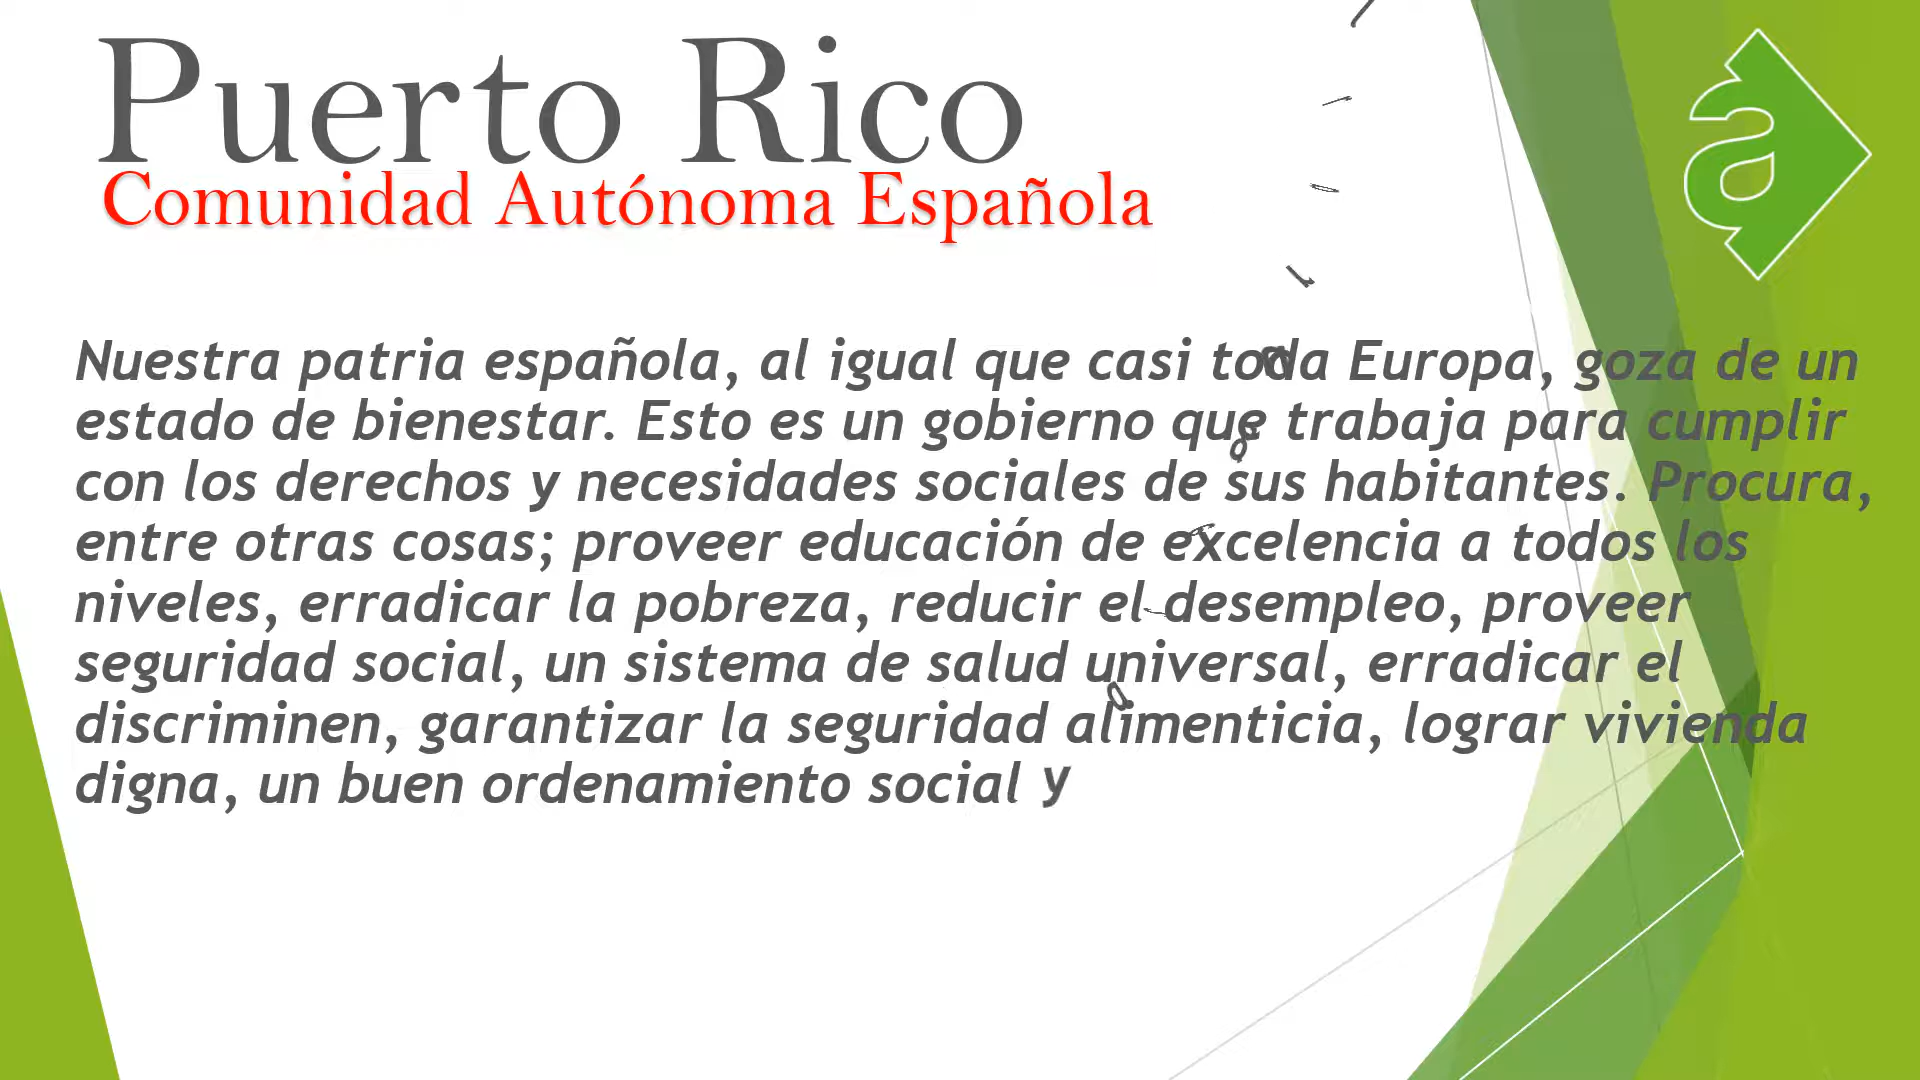 Puerto Rico
Comunidad Autónoma Española
a
Nuestra patria española, al igual que casi toda Europa, goza de un
estado de bienestar. Esto es un gobierno que trabaja para cumplir
con los derechos y necesidades sociales de sus habitantes. Procura,
entre otras cosas; proveer educación de excelencia a todos los
niveles, erradicar la pobreza, reducir el desempleo, proveer
seguridad social, un sistema de salud universal, erradicar el
discriminen, garantizar la seguridad alimenticia, lograr vivienda
digna, un buen ordenamiento social y